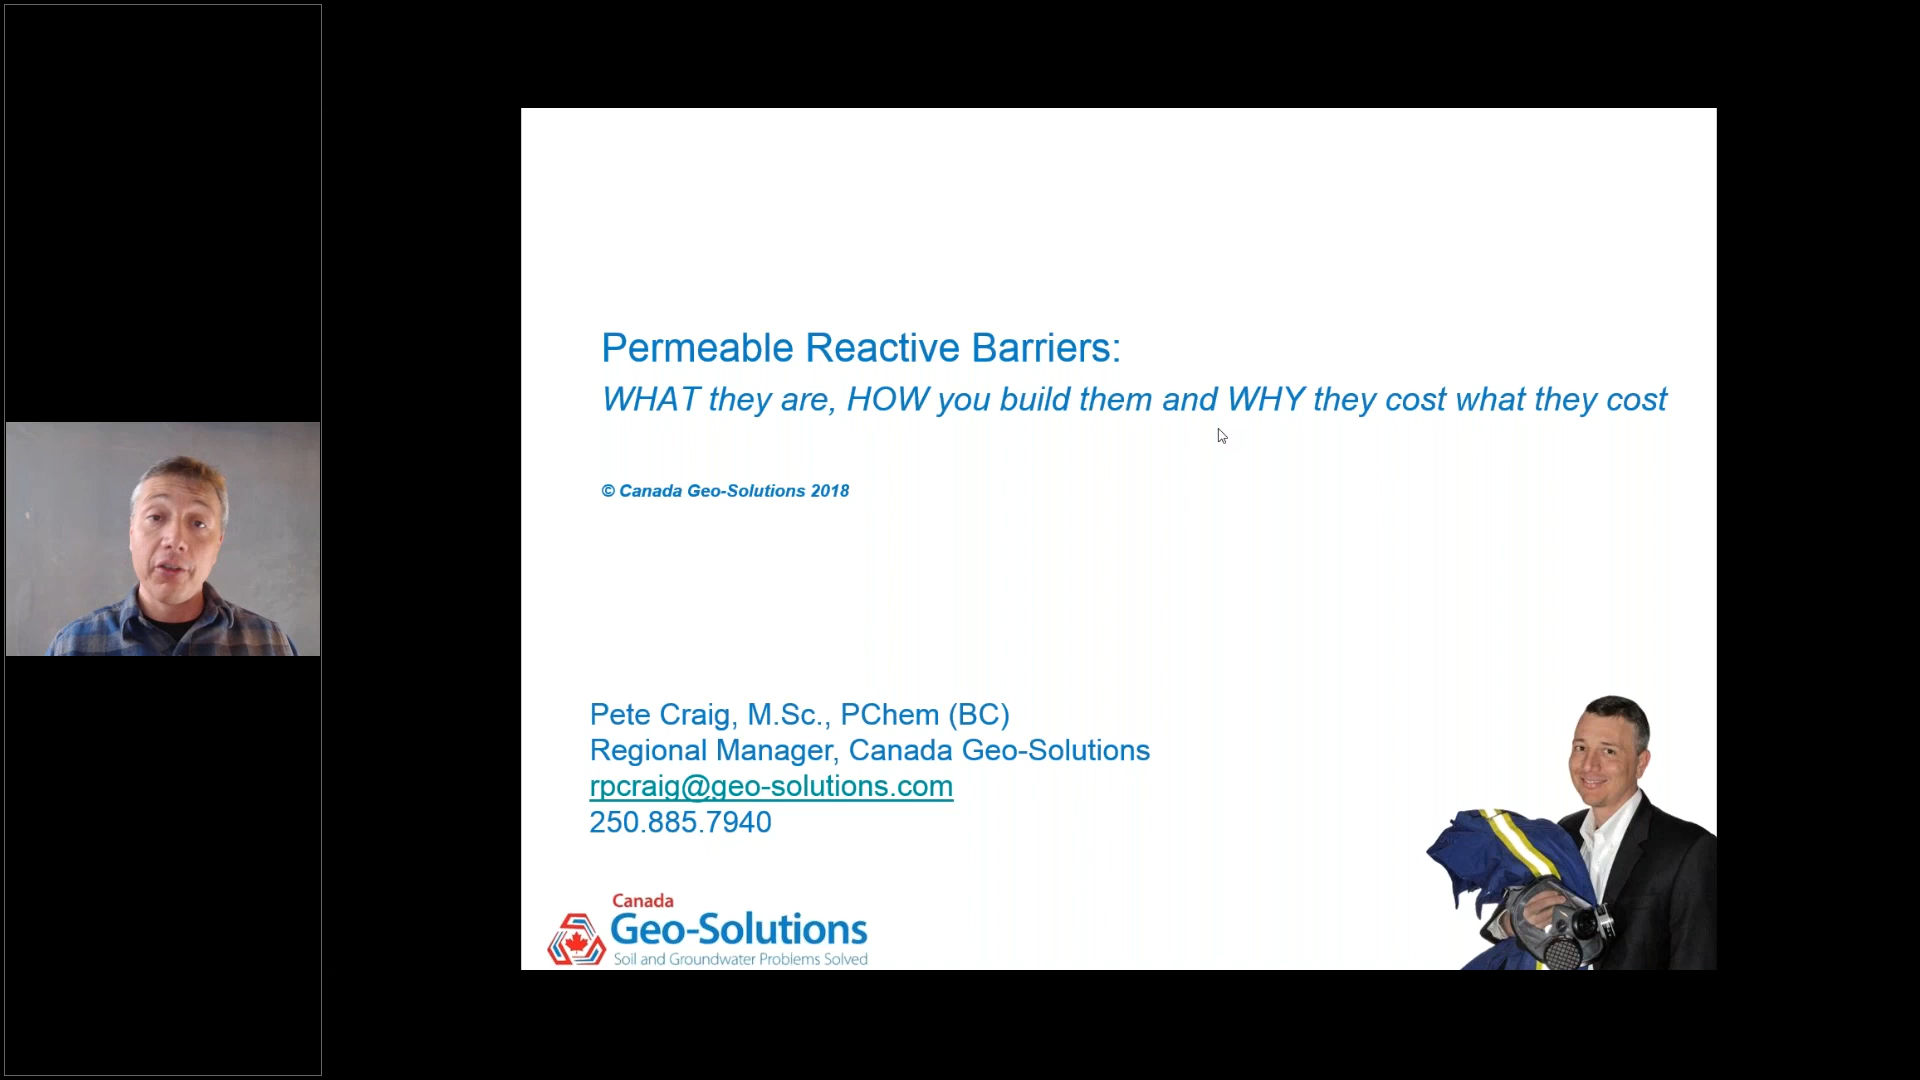 Permeable Reactive Barriers:
WHAT they are, HOW you build them and WHY they cost what they cost
© Canada Geo-Solutions 2018
Pete Craig, M.Sc., PChem (BC)
Regional Manager, Canada Geo-Solutions
rpcraig@geo-solutions.com
250.885.7940
Canada
Geo-Solutions
Soil and Groundwater Problems Solved